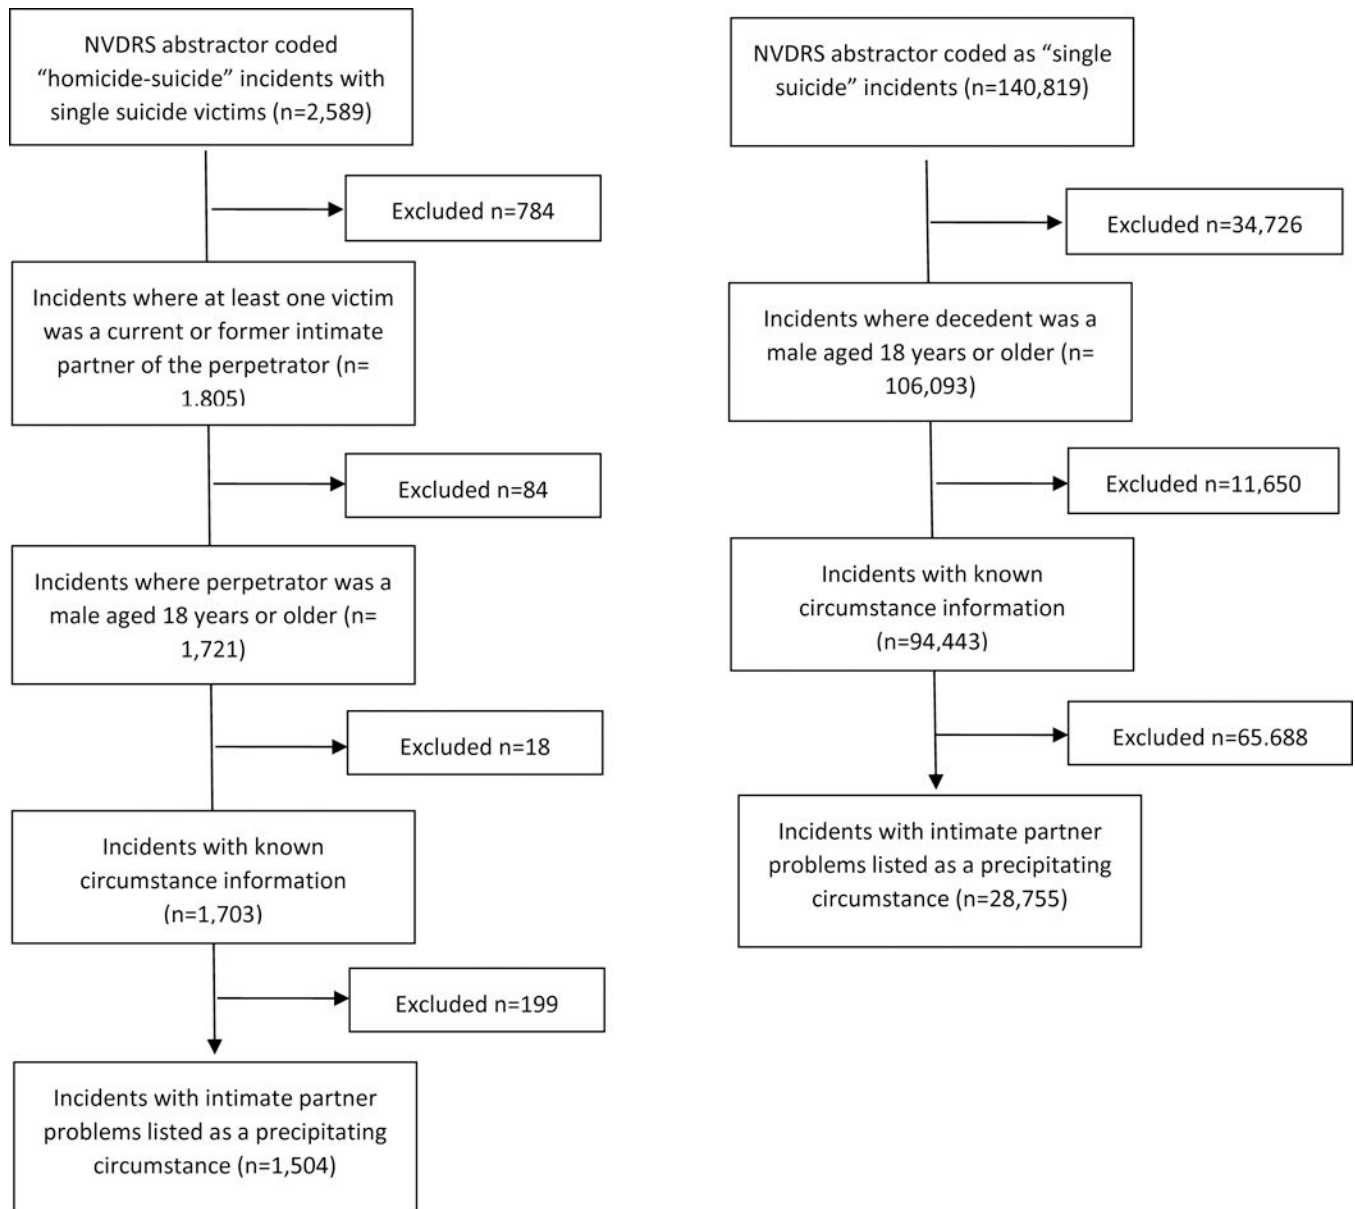 NVDRS abstractor coded
“homicide-suicide” incidents with
single suicide victims (n=2,589)
Excluded n=784
Incidents where at least one victim
was a current or former intimate
partner of the perpetrator (n=
1.805)
Excluded n=84
Incidents where perpetrator was a
male aged 18 years or older (n=
1,721)
Excluded n=18
Incidents with known
circumstance information
(n=1,703)
Excluded n=199
Incidents with intimate partner
problems listed as a precipitating
circumstance (n=1,504)
NVDRS abstractor coded as “single
suicide” incidents (n=140,819)
Excluded n=34,726
Incidents where decedent was a
male aged 18 years or older (n=
106,093)
Excluded n=11,650
Incidents with known
circumstance information
(n=94,443)
Excluded n=65.688
Incidents with intimate partner
problems listed as a precipitating
circumstance (n=28,755)